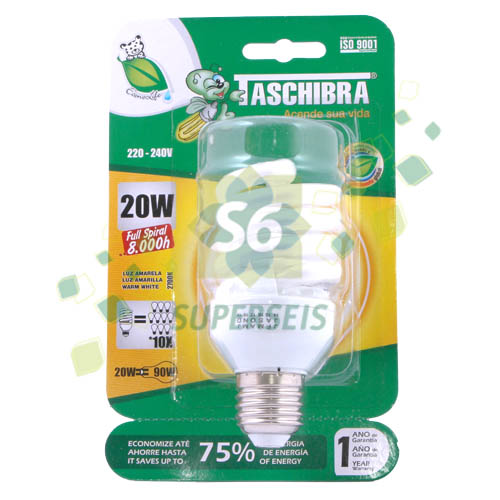 ISO 9001
TASCHIBRA®
Acende sua vida
220 - 240V
20W
Full Spiral
8.000h
LUZ AMARELA
LUZ AMARILLA
WARM WHITE
2700K
S6
SUPERSEIS
=
*10X
20W = 90W
ECONOMIZE ATÉ
AHORRE HASTA
IT SAVES UP TO
75%
ERGIA
DE ENERGÍA
OF ENERGY
1
ANO de
Garantia
AÑO de
Garantía
YEAR
Warranty